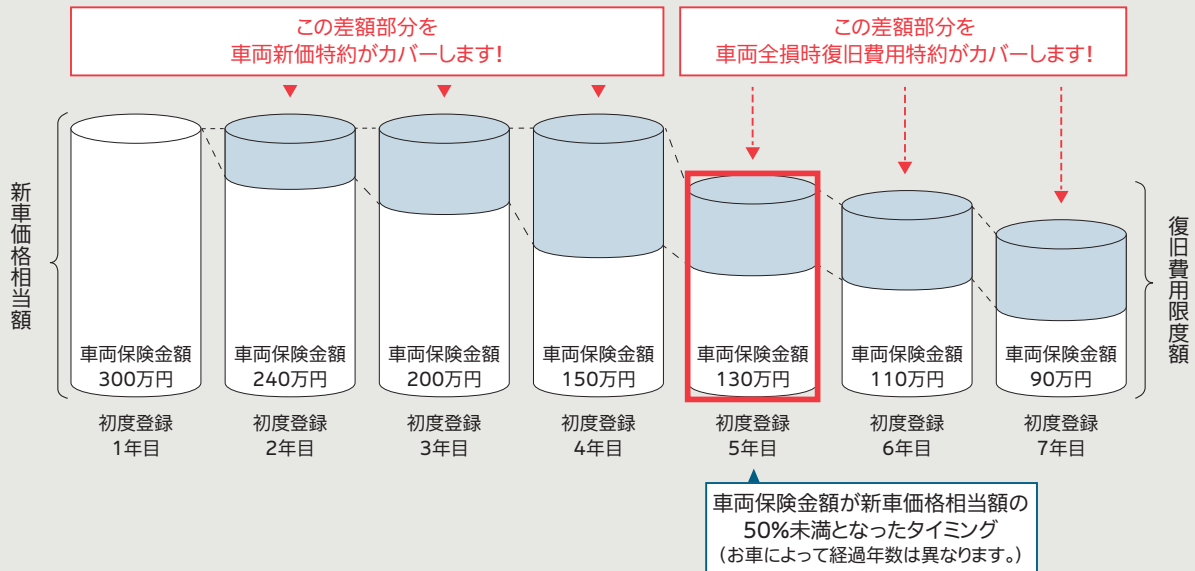 この差額部分を
車両新価特約がカバーします!
この差額部分を
車両全損時復旧費用特約がカバーします!
新車価格相当額
車両保険金額
300万円
車両保険金額
240万円
車両保険金額
200万円
車両保険金額
150万円
車両保険金額
130万円
車両保険金額
110万円
車両保険金額
90万円
復旧費用限度額
初度登録
1年目
初度登録
2年目
初度登録
3年目
初度登録
4年目
初度登録
5年目
初度登録
6年目
初度登録
7年目
車両保険金額が新車価格相当額の
50%未満となったタイミング
(お車によって経過年数は異なります。)